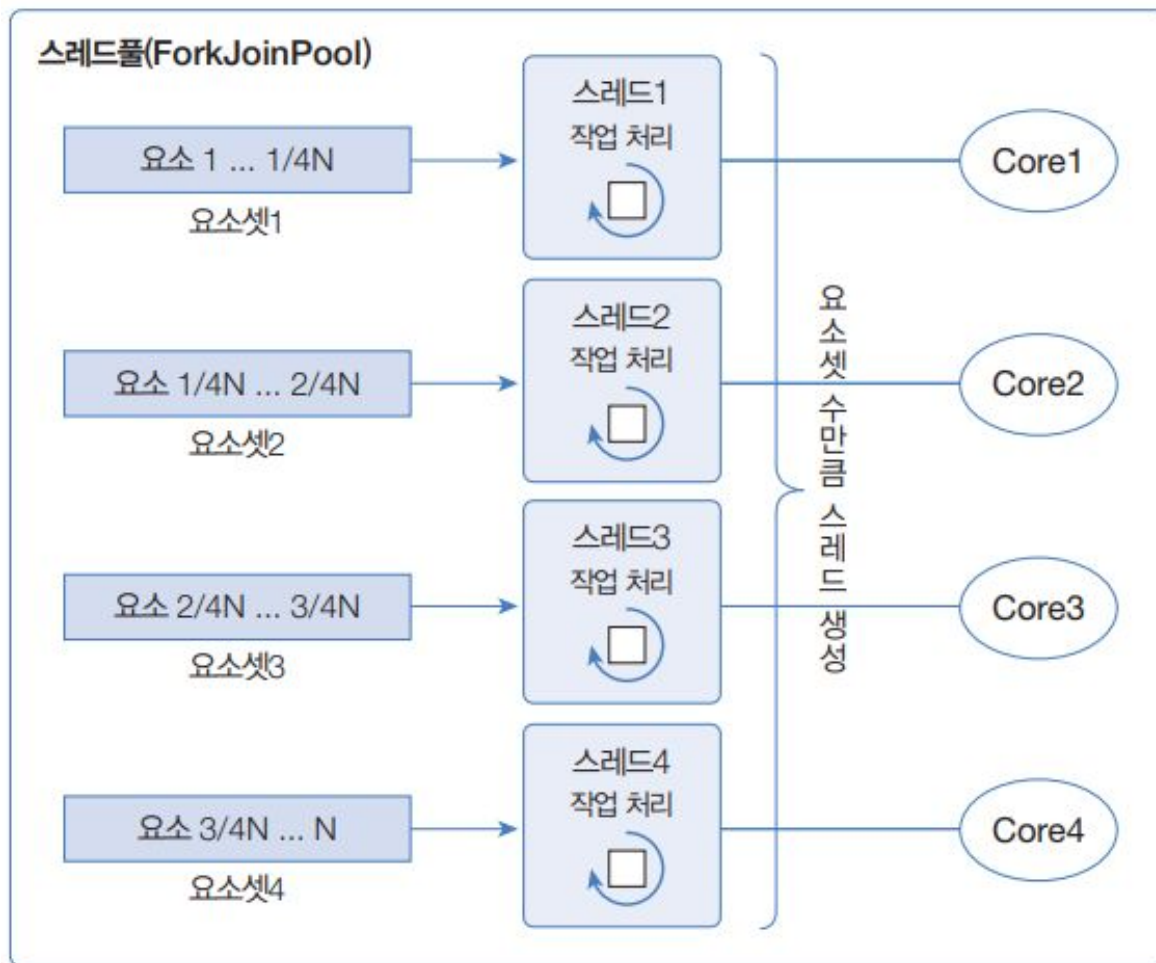 스레드풀(ForkJoinPool)
요소 1 ... 1/4N
요소셋1
스레드1
작업 처리
Core1
요소 1/4N ... 2/4N
요소셋2
스레드2
작업 처리
Core2
요소 2/4N ... 3/4N
요소셋3
스레드3
작업 처리
Core3
요소 3/4N ... N
요소셋4
스레드4
작업 처리
Core4
요소셋 수만큼 스레드 생성